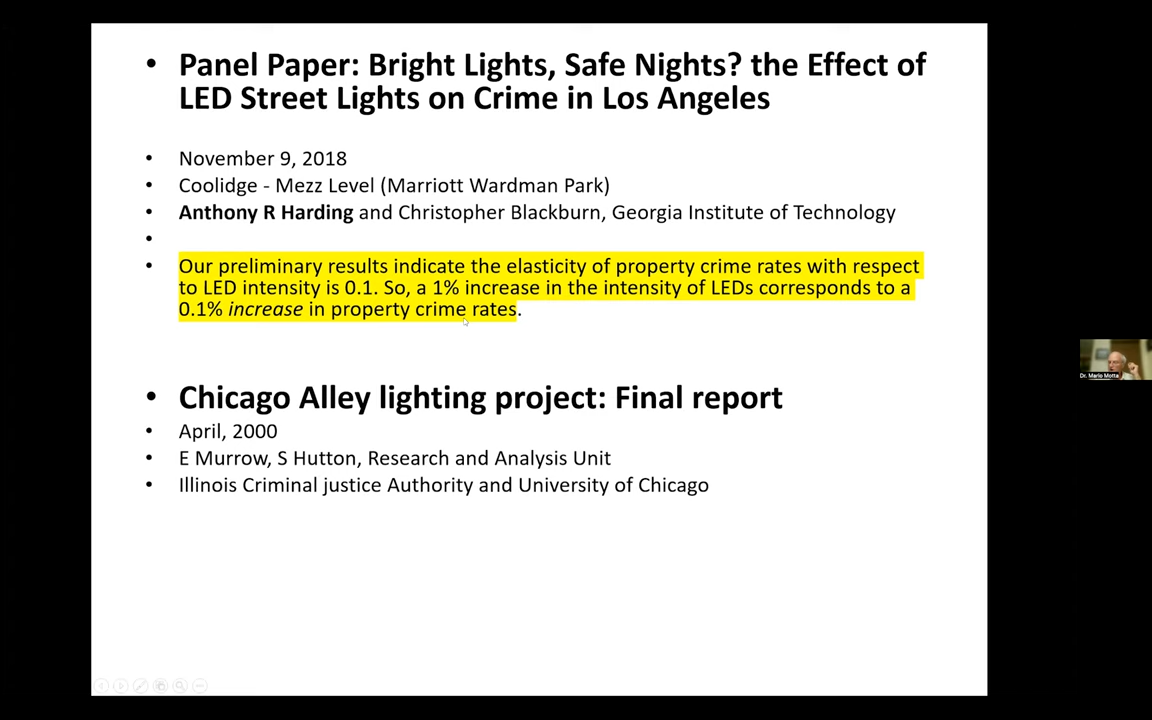 • Panel Paper: Bright Lights, Safe Nights? the Effect of
LED Street Lights on Crime in Los Angeles
• November 9, 2018
• Coolidge - Mezz Level (Marriott Wardman Park)
• Anthony R Harding and Christopher Blackburn, Georgia Institute of Technology
•
• Our preliminary results indicate the elasticity of property crime rates with respect
to LED intensity is 0.1. So, a 1% increase in the intensity of LEDs corresponds to a
0.1% increase in property crime rates.
• Chicago Alley lighting project: Final report
• April, 2000
• E Murrow, S Hutton, Research and Analysis Unit
• Illinois Criminal justice Authority and University of Chicago
Dr. Mario Motta